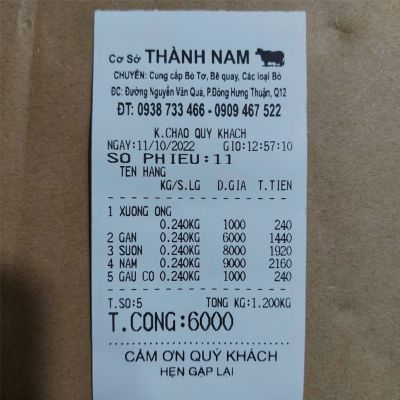 Cơ Sở THÀNH NAM
CHUYÊN: Cung cấp Bò Tơ, Bê quay, Các loại Bò
ĐC: Đường Nguyễn Văn Quá, P.Đông Hưng Thuận, Q12
ĐT: 0938 733 466 - 0909 467 522
K.CHAO QUY KHACH
NGAY:11/10/2022 GIO:12:57:10
SO PHIEU:11
TEN HANG
KG/S.LG D.GIA T.TIEN
1 XUONG ONG
0.240KG 1000 240
2 GAN 0.240KG 6000 1440
3 SUON 0.240KG 8000 1920
4 NAM 0.240KG 9000 2160
5 GAU CO 0.240KG 1000 240
T.SO:5 TONG KG:1.200KG
T.CONG:6000
CÁM ƠN QUÝ KHÁCH
HẸN GẶP LẠI